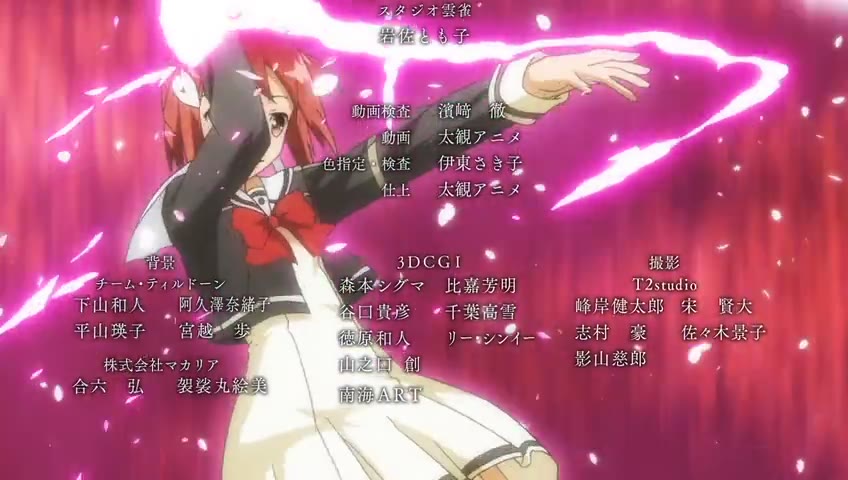 スタジオ雲雀
岩佐とも子
動画検査 濱﨑 徹
動画 太観アニメ
色指定・検査 伊東さき子
仕上 太観アニメ
背景
チーム・ティルドーン
下山和人 阿久澤奈緒子
平山瑛子 宮越 歩
株式会社マカリア
合六 弘 袈裟丸絵美
3DCGI
森本シグマ 比嘉芳明
谷口貴彦 千葉高雪
徳原和人 リー・シンイー
山之口 創
南海ART
撮影
T2studio
峰岸健太郎 宋 賢大
志村 豪 佐々木景子
影山慈郎